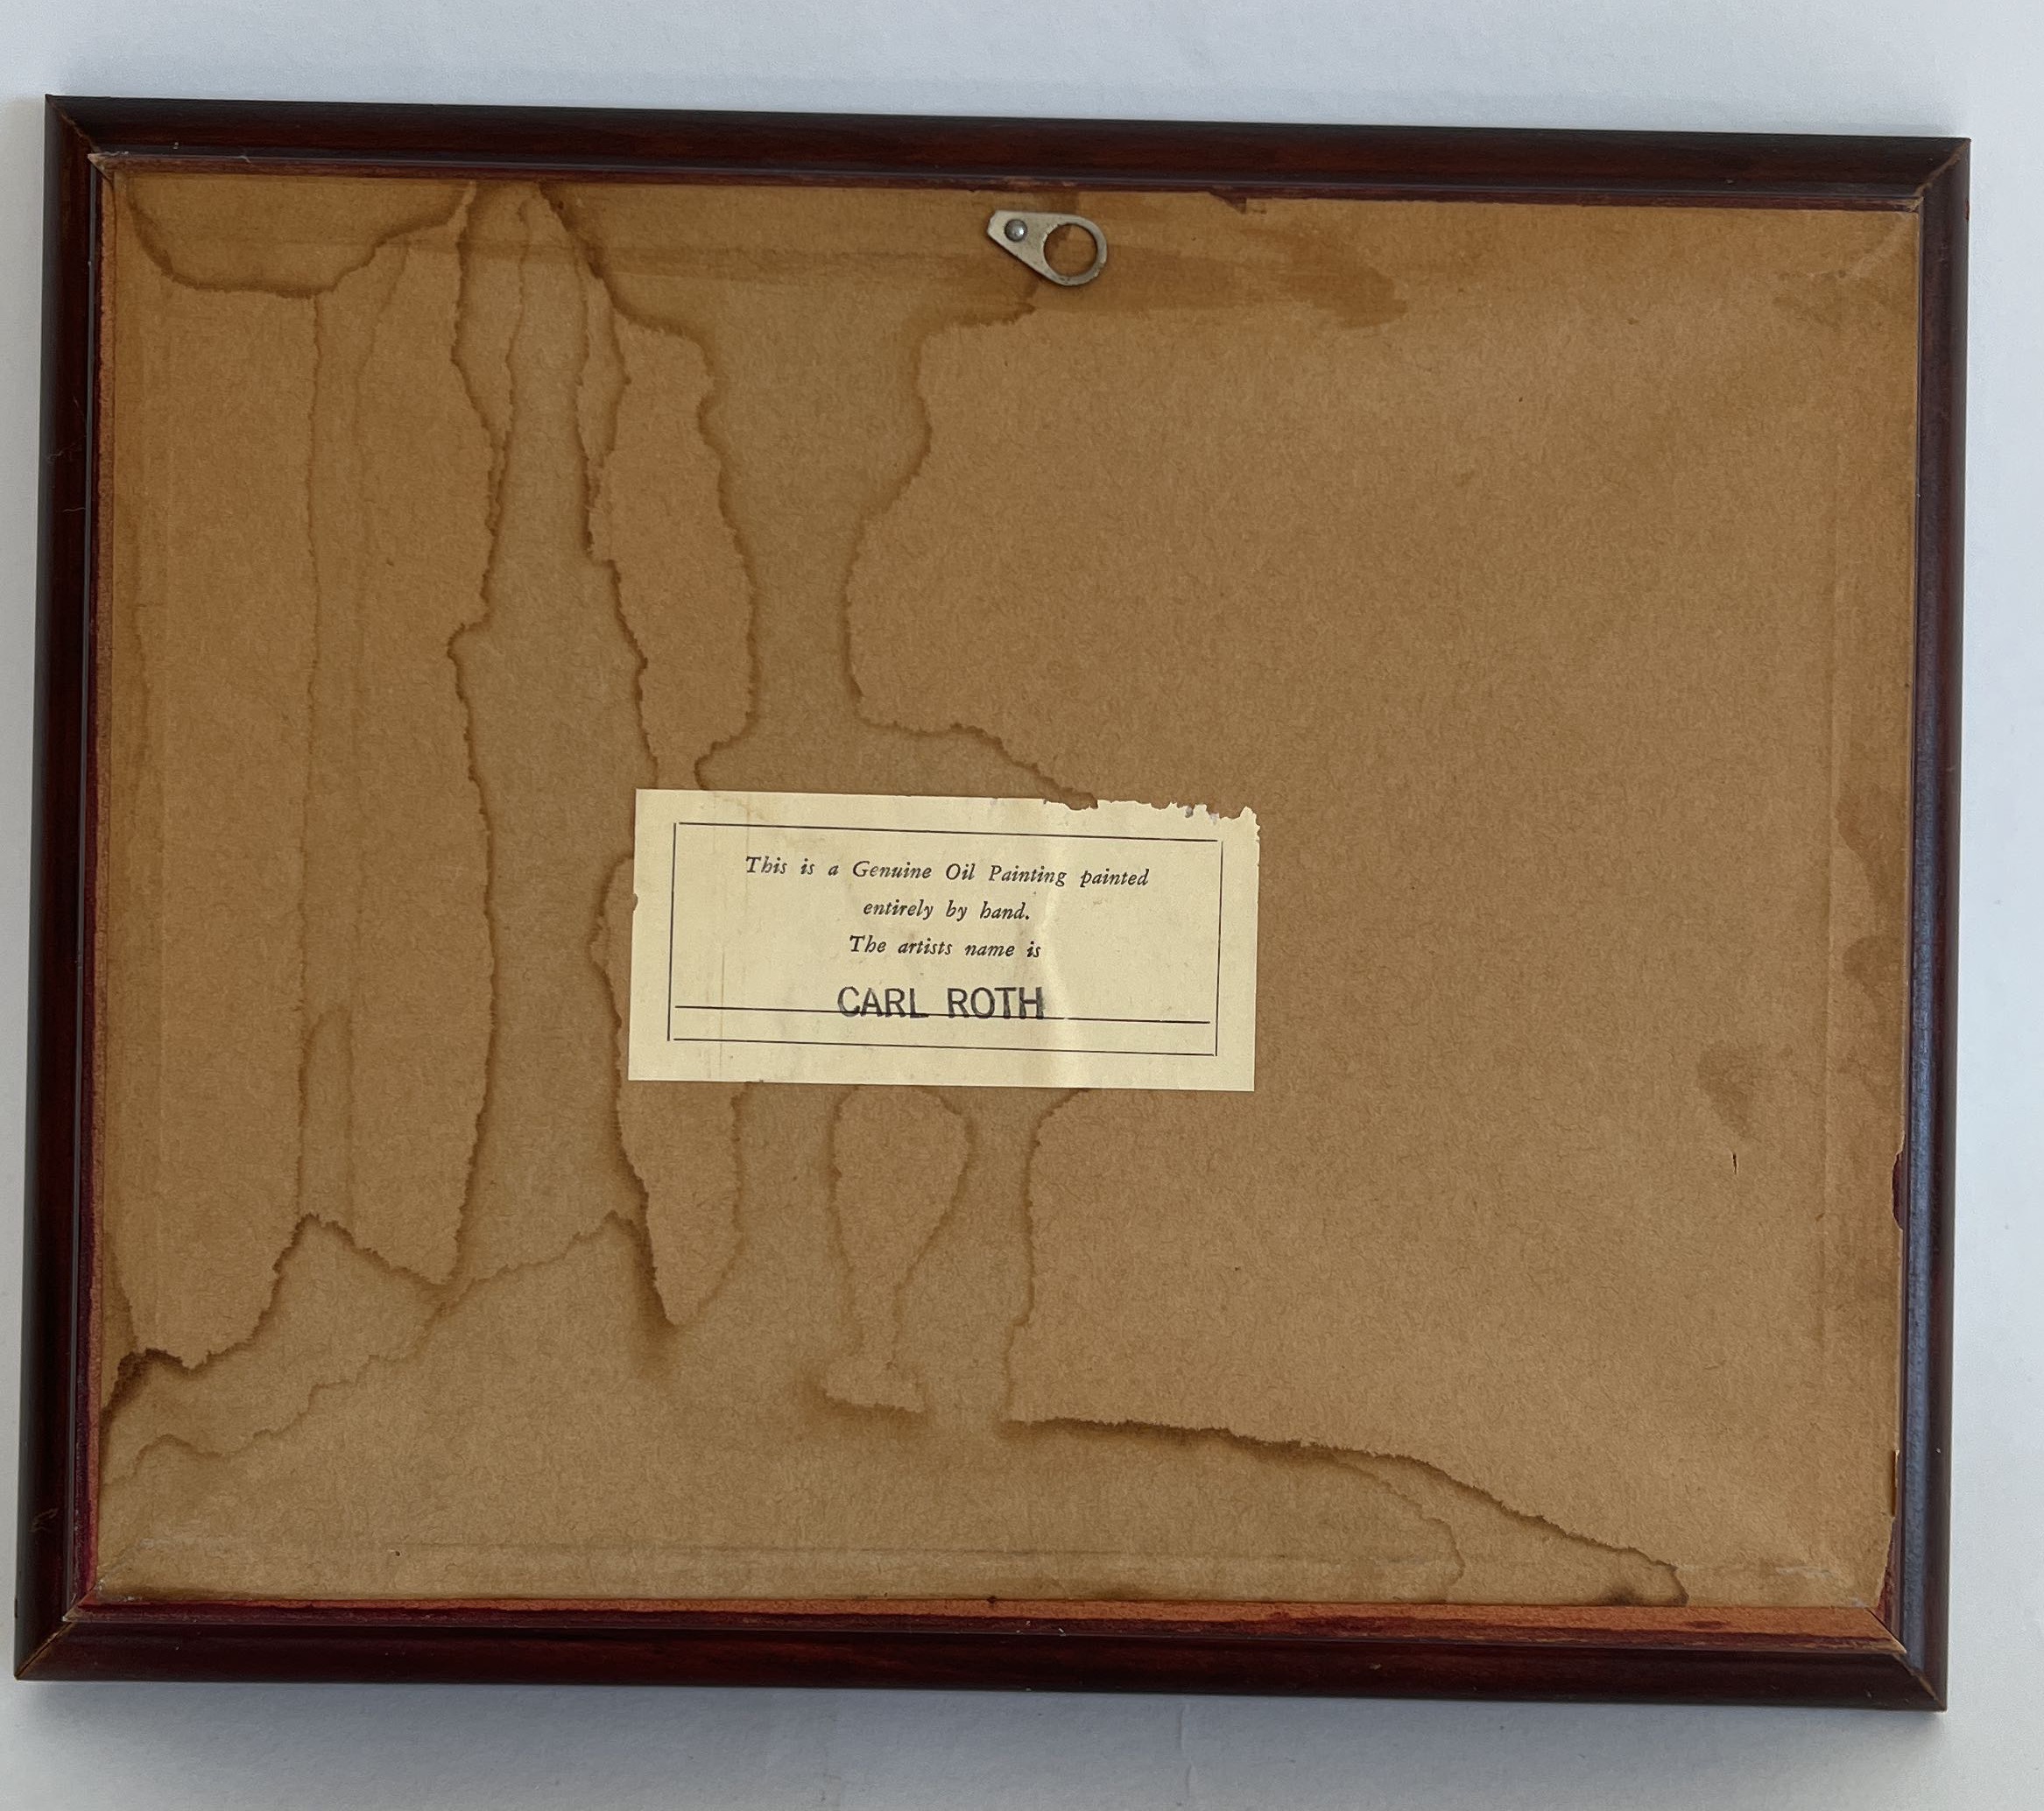 This is a Genuine Oil Painting painted
entirely by hand.
The artists name is
CARL ROTH